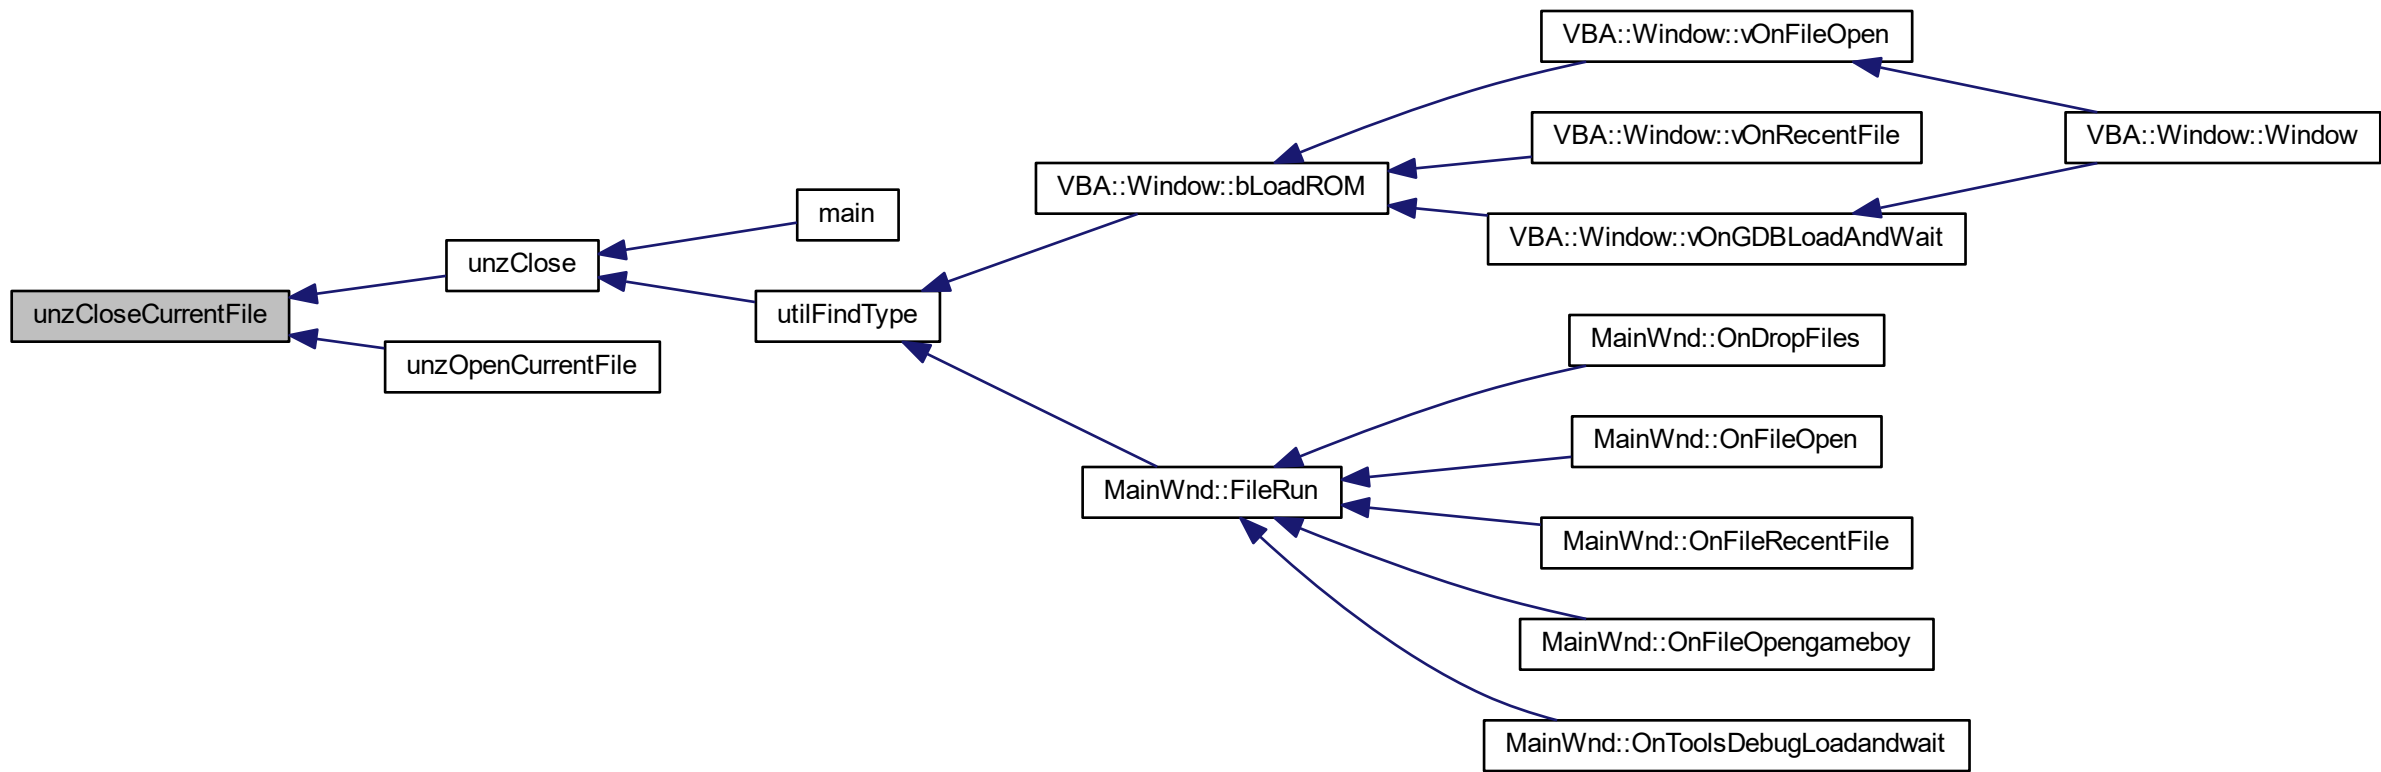 VBA::Window::vOnFileOpen
VBA::Window::vOnRecentFile
VBA::Window::Window
VBA::Window::bLoadROM
main
VBA::Window::vOnGDBLoadAndWait
unzClose
unzCloseCurrentFile
utilFindType
MainWnd::OnDropFiles
unzOpenCurrentFile
MainWnd::OnFileOpen
MainWnd::FileRun
MainWnd::OnFileRecentFile
MainWnd::OnFileOpengameboy
MainWnd::OnToolsDebugLoadandwait